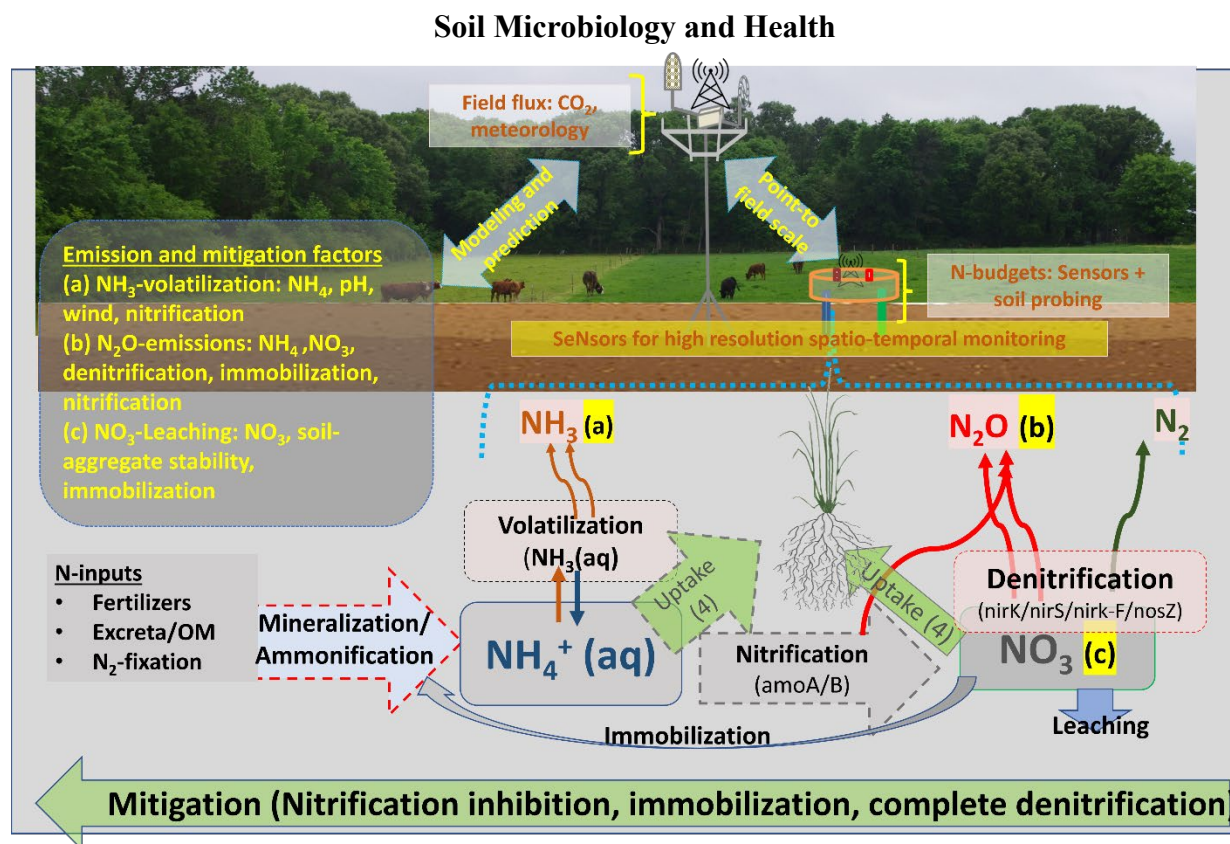 Soil Microbiology and Health
Field flux: CO₂,
meteorology
Modeling and
prediction
Point-to
field scale
Emission and mitigation factors
(a) NH₃-volatilization: NH₄, pH,
wind, nitrification
(b) N₂O-emissions: NH₄ ,NO₃,
denitrification, immobilization,
nitrification
(c) NO₃-Leaching: NO₃, soil-
aggregate stability,
immobilization
N-budgets: Sensors +
soil probing
SeNsors for high resolution spatio-temporal monitoring
NH₃ (a)
N₂O (b)
N₂
Volatilization
(NH₃(aq)
Uptake
(4)
Uptake (4)
Denitrification
(nirK/nirS/nirk-F/nosZ)
N-inputs
• Fertilizers
• Excreta/OM
• N₂-fixation
Mineralization/
Ammonification
NH₄⁺ (aq)
Nitrification
(amoA/B)
NO₃ (c)
Leaching
Immobilization
Mitigation (Nitrification inhibition, immobilization, complete denitrification)